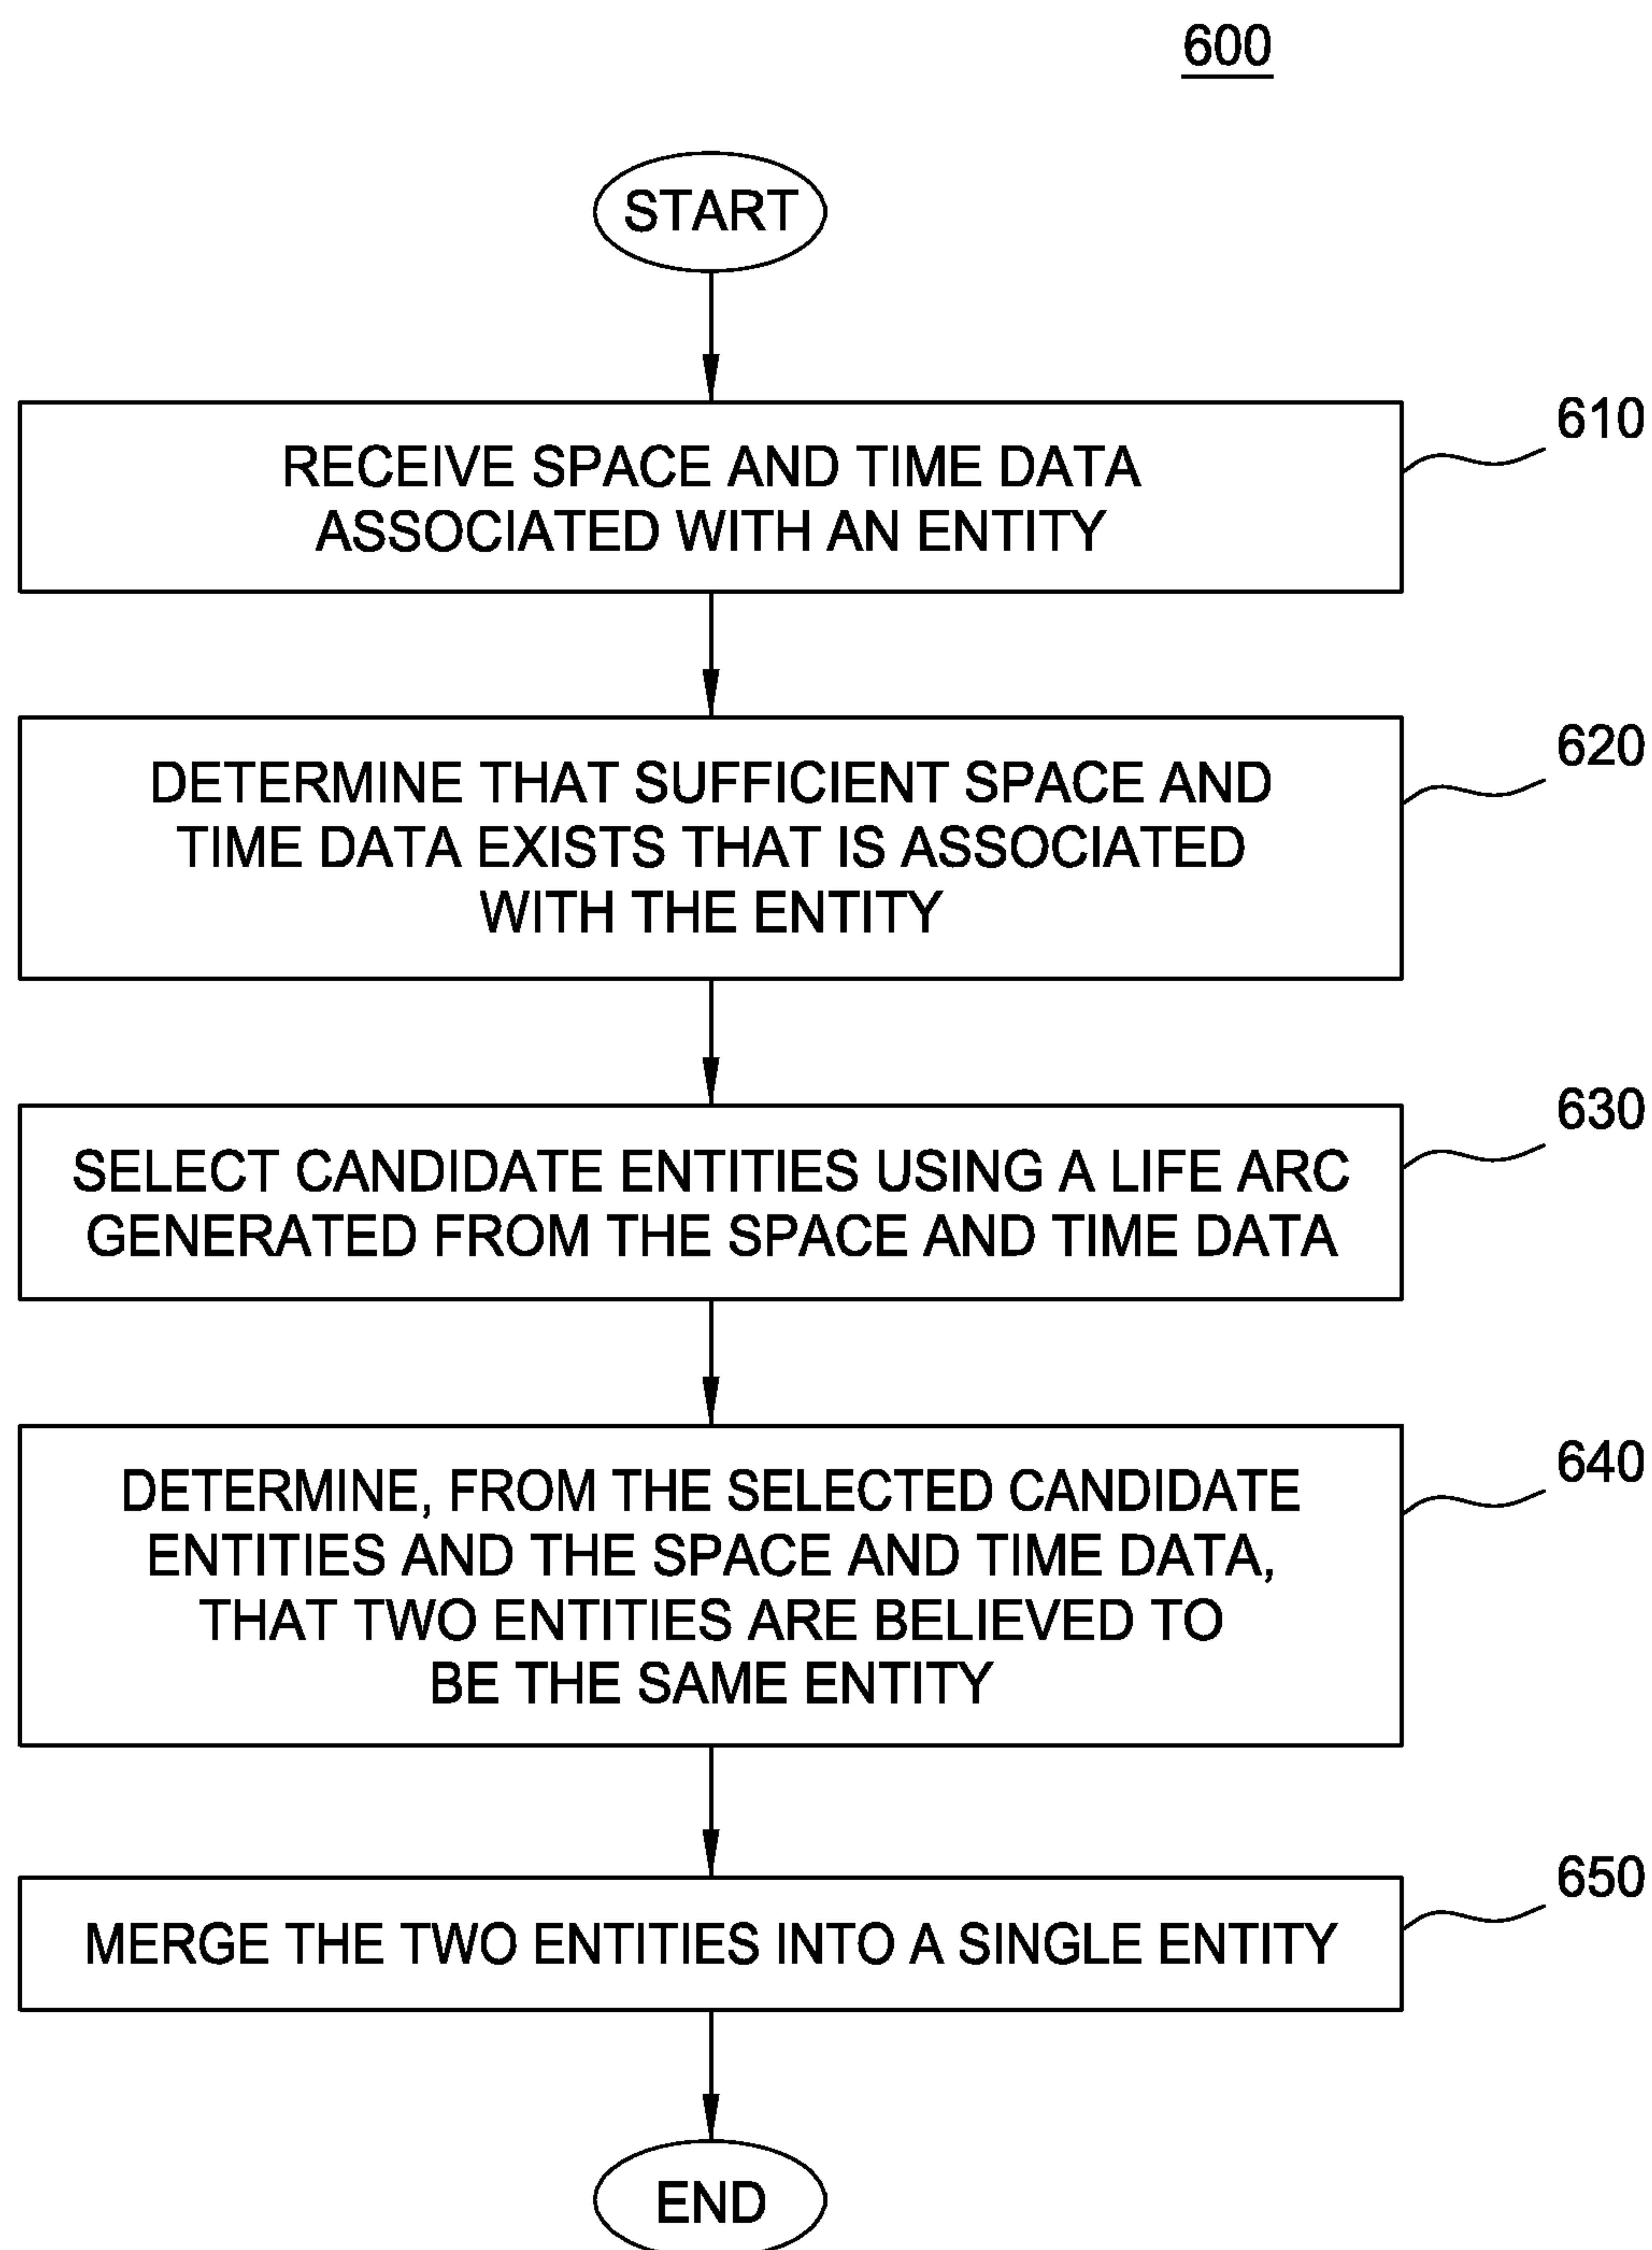 600
START
RECEIVE SPACE AND TIME DATA
ASSOCIATED WITH AN ENTITY
610
DETERMINE THAT SUFFICIENT SPACE AND
TIME DATA EXISTS THAT IS ASSOCIATED
WITH THE ENTITY
620
SELECT CANDIDATE ENTITIES USING A LIFE ARC
GENERATED FROM THE SPACE AND TIME DATA
630
DETERMINE, FROM THE SELECTED CANDIDATE
ENTITIES AND THE SPACE AND TIME DATA,
THAT TWO ENTITIES ARE BELIEVED TO
BE THE SAME ENTITY
640
MERGE THE TWO ENTITIES INTO A SINGLE ENTITY
650
END